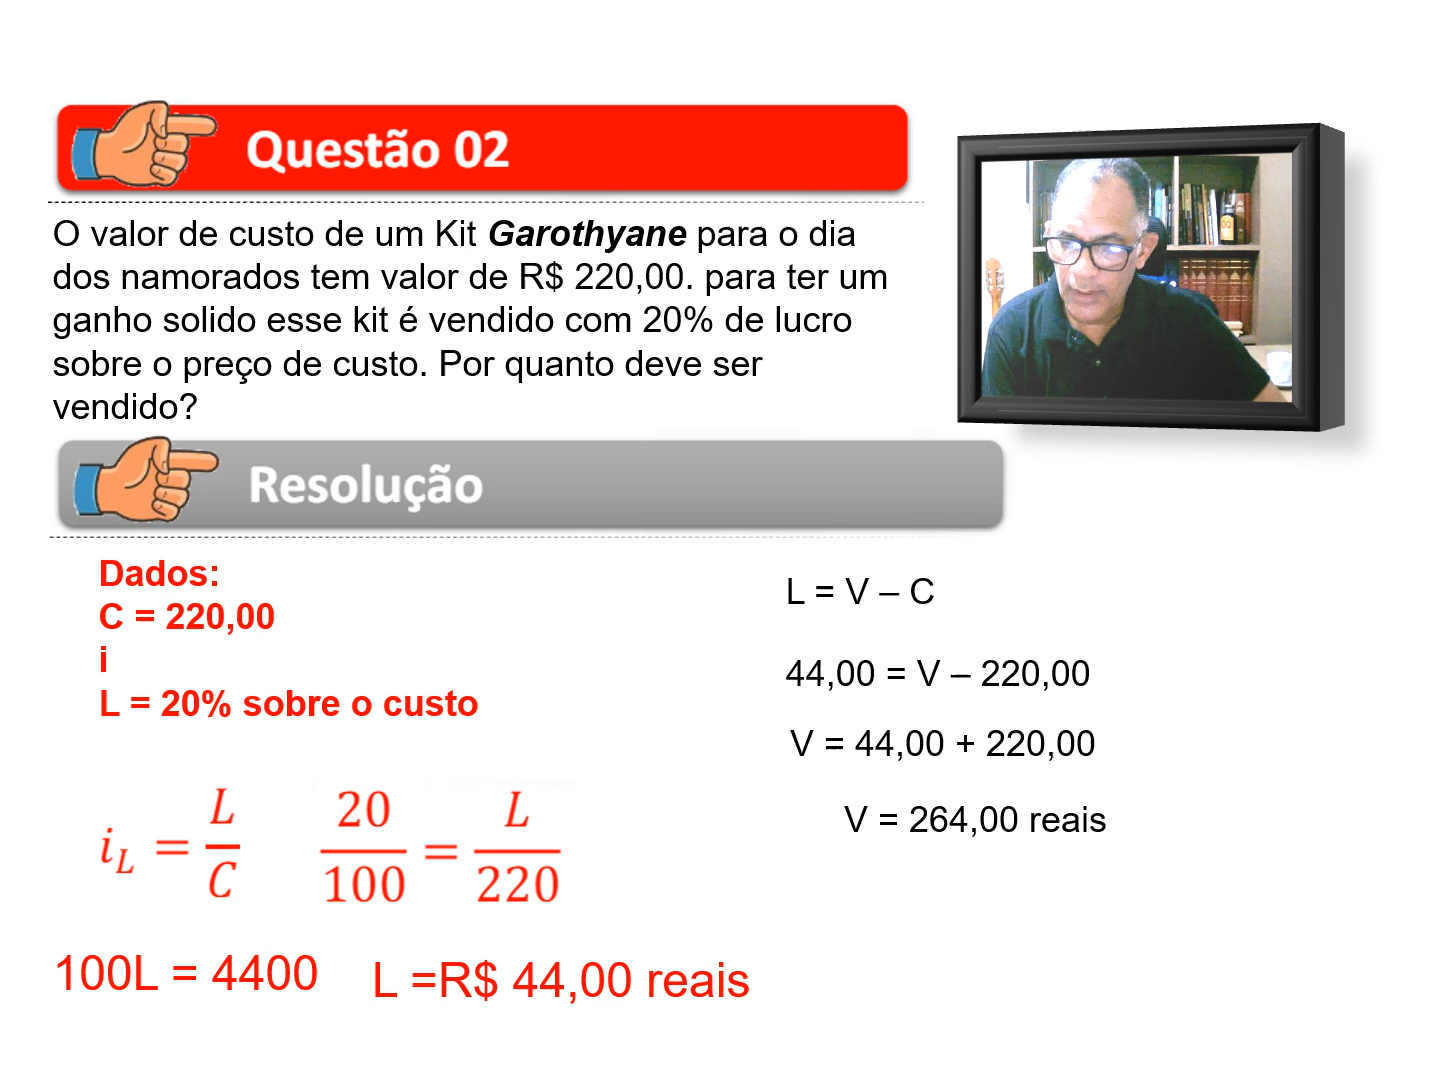 Questão 02
O valor de custo de um Kit Garothyane para o dia
dos namorados tem valor de R$ 220,00. para ter um
ganho solido esse kit é vendido com 20% de lucro
sobre o preço de custo. Por quanto deve ser
vendido?
Resolução
Dados:
C = 220,00
i
L = 20% sobre o custo
i_L = L/C
20/100 = L/220
100L = 4400
L =R$ 44,00 reais
L = V – C
44,00 = V – 220,00
V = 44,00 + 220,00
V = 264,00 reais